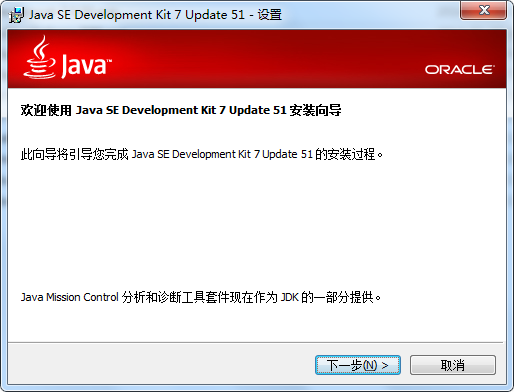 Java SE Development Kit 7 Update 51 - 设置
Java™
ORACLE®
欢迎使用 Java SE Development Kit 7 Update 51 安装向导
此向导将引导您完成 Java SE Development Kit 7 Update 51 的安装过程。
Java Mission Control 分析和诊断工具套件现在作为 JDK 的一部分提供。
下一步(N) >
取消